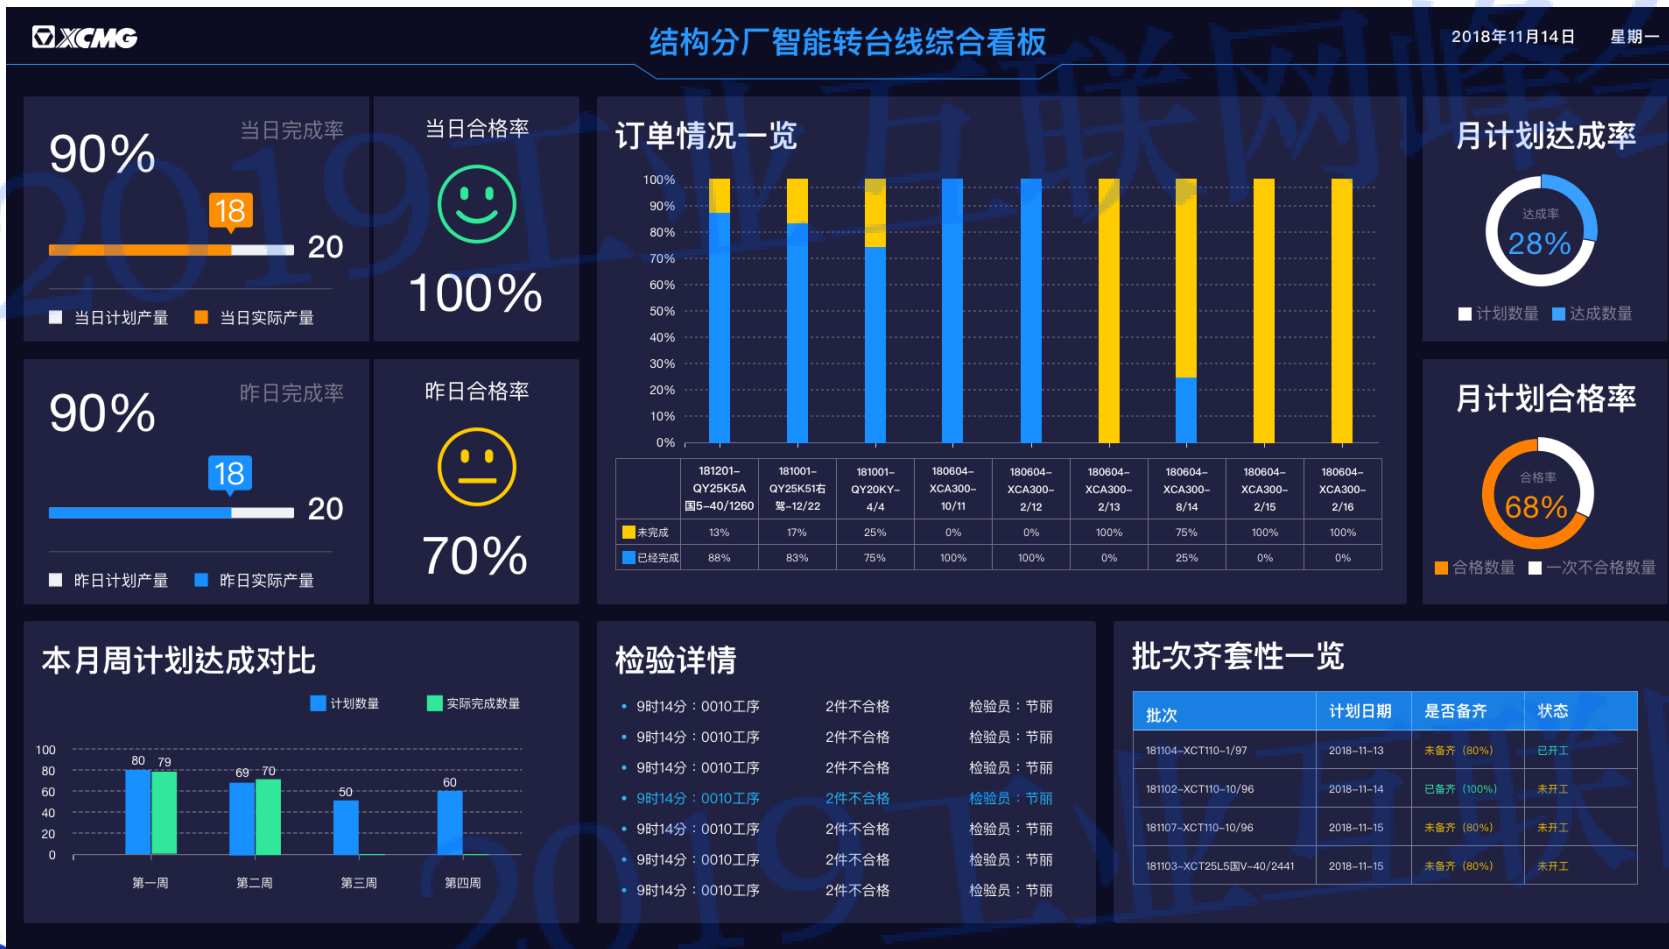 XCMG
结构分厂智能转台线综合看板
2018年11月14日 星期一
当日完成率
90%
18
20
当日计划产量 当日实际产量
当日合格率
100%
昨日完成率
90%
18
20
昨日计划产量 昨日实际产量
昨日合格率
70%
订单情况一览
100%
90%
80%
70%
60%
50%
40%
30%
20%
10%
0%
181201-QY25K5A国5-40/1260 181001-QY25K51右驾-12/22 181001-QY20KY-4/4 180604-XCA300-10/11 180604-XCA300-2/12 180604-XCA300-2/13 180604-XCA300-8/14 180604-XCA300-2/15 180604-XCA300-2/16
未完成 13% 17% 25% 0% 0% 100% 75% 100% 100%
已经完成 88% 83% 75% 100% 100% 0% 25% 0% 0%
月计划达成率
达成率
28%
计划数量 达成数量
月计划合格率
合格率
68%
合格数量 一次不合格数量
本月周计划达成对比
计划数量 实际完成数量
100
80
60
40
20
0
80 79
69 70
50
60
第一周 第二周 第三周 第四周
检验详情
9时14分：0010工序 2件不合格 检验员：节丽
9时14分：0010工序 2件不合格 检验员：节丽
9时14分：0010工序 2件不合格 检验员：节丽
9时14分：0010工序 2件不合格 检验员：节丽
9时14分：0010工序 2件不合格 检验员：节丽
9时14分：0010工序 2件不合格 检验员：节丽
9时14分：0010工序 2件不合格 检验员：节丽
批次齐套性一览
批次 计划日期 是否备齐 状态
181104-XCT110-1/97 2018-11-13 未备齐（80%） 已开工
181102-XCT110-10/96 2018-11-14 已备齐（100%） 未开工
181107-XCT110-10/96 2018-11-15 未备齐（80%） 未开工
181103-XCT25L5国V-40/2441 2018-11-15 未备齐（80%） 未开工
2019工业互联网峰会
2019工业互联